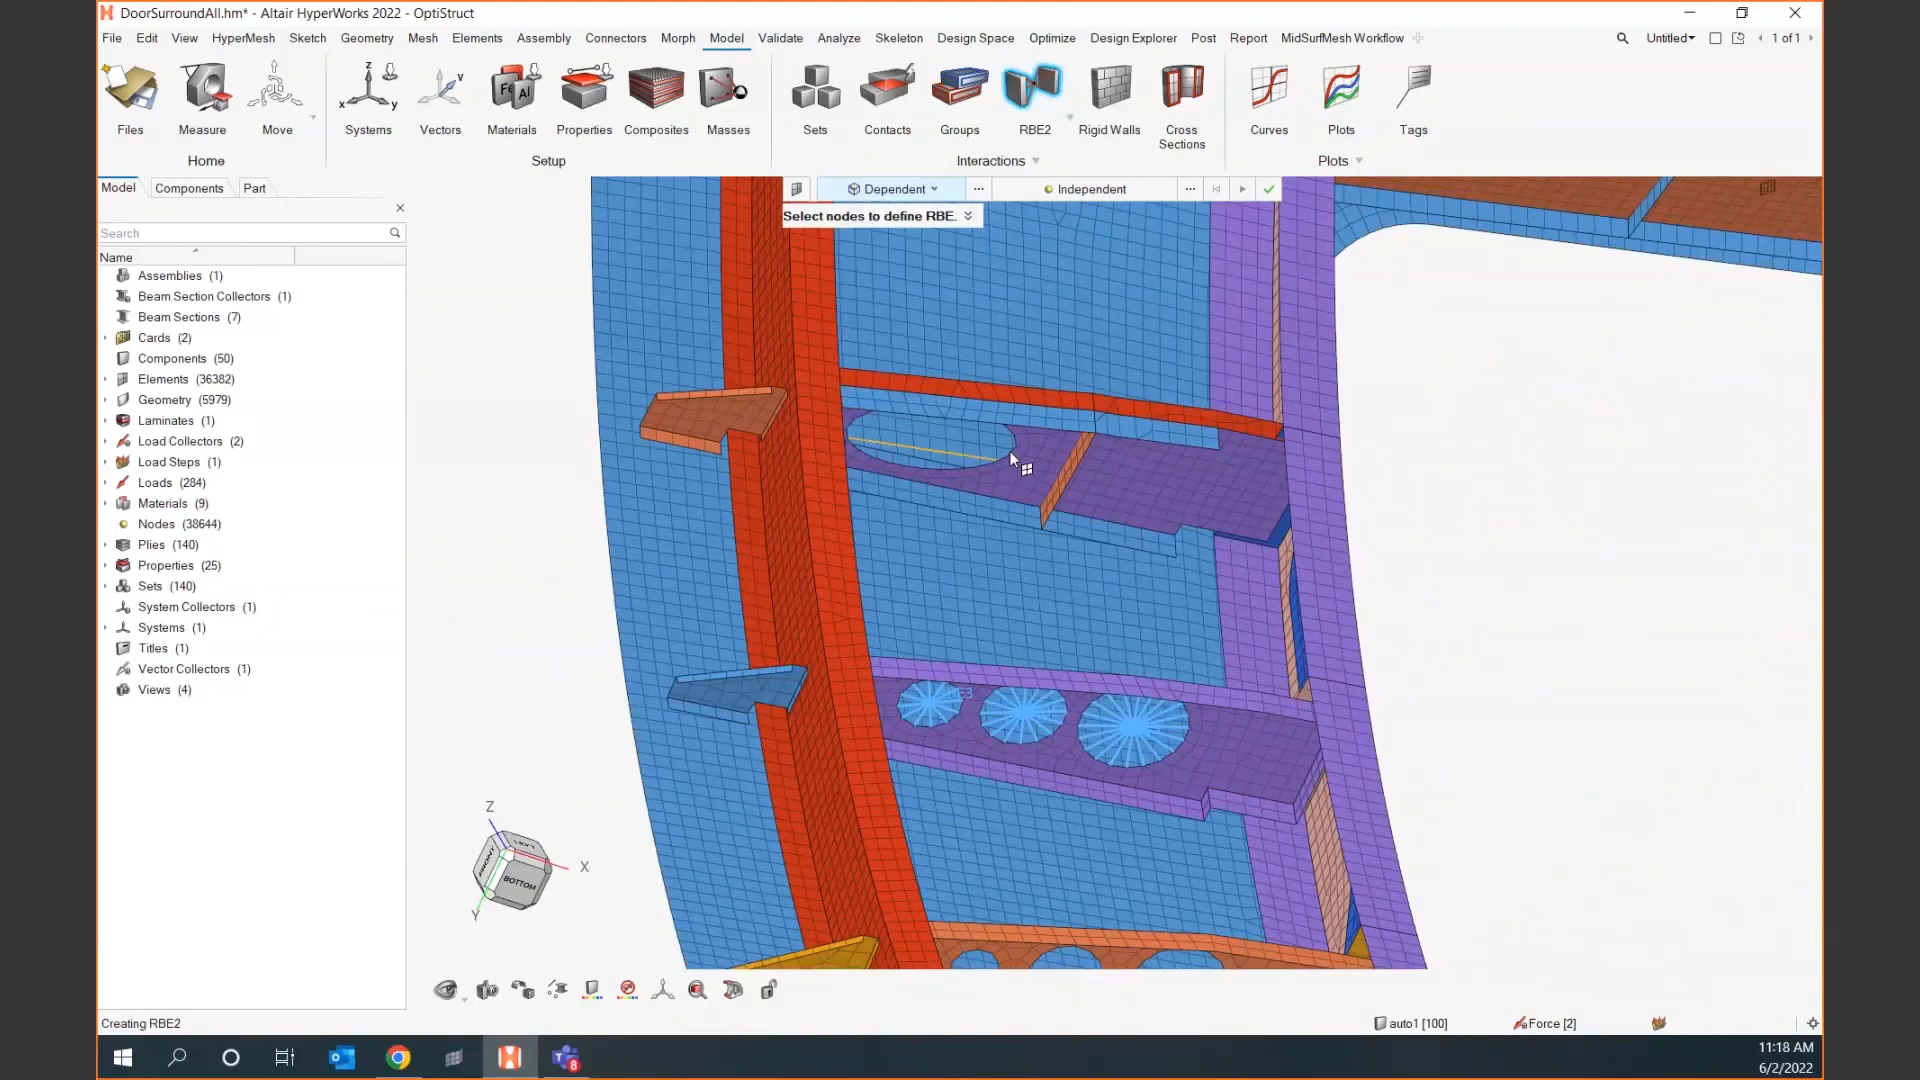 DoorSurroundAll.hm* - Altair HyperWorks 2022 - OptiStruct
File Edit View HyperMesh Sketch Geometry Mesh Elements Assembly Connectors Morph Model Validate Analyze Skeleton Design Space Optimize Design Explorer Post Report MidSurfMesh Workflow Untitled 1 of 1
Files Measure Move Systems Vectors Materials Properties Composites Masses Sets Contacts Groups RBE2 Rigid Walls Cross Sections Curves Plots Tags
Home Setup Interactions Plots
Model Components Part
Dependent ... Independent ...
Select nodes to define RBE.
Search
Name
Assemblies (1)
Beam Section Collectors (1)
Beam Sections (7)
Cards (2)
Components (50)
Elements (36382)
Geometry (5979)
Laminates (1)
Load Collectors (2)
Load Steps (1)
Loads (284)
Materials (9)
Nodes (38644)
Plies (140)
Properties (25)
Sets (140)
System Collectors (1)
Systems (1)
Titles (1)
Vector Collectors (1)
Views (4)
Z
X
BOTTOM
Y
Creating RBE2
auto1 [100] Force [2]
8
11:18 AM
6/2/2022